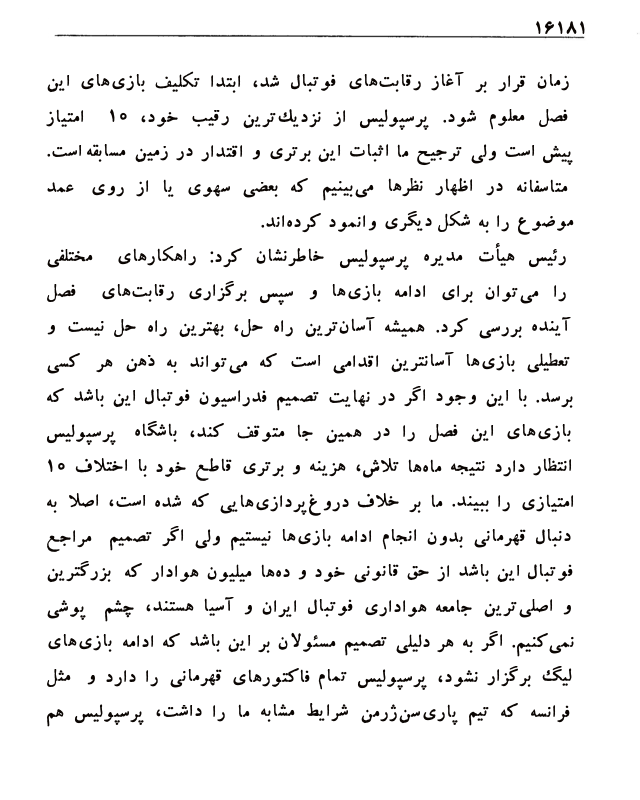 ۱۶۱۸۱
زمان قرار بر آغاز رقابت‌های فوتبال شد، ابتدا تکلیف بازی‌های این
فصل معلوم شود. پرسپولیس از نزدیك‌ترین رقیب خود، ۱۵ امتیاز
پیش است ولی ترجیح ما اثبات این برتری و اقتدار در زمین مسابقه است.
متاسفانه در اظهار نظرها می‌بینیم که بعضی سهوی یا از روی عمد
موضوع را به شکل دیگری وانمود کرده‌اند.
رئیس هیأت مدیره پرسپولیس خاطرنشان کرد: راهکارهای مختلفی
را می‌توان برای ادامه بازی‌ها و سپس برگزاری رقابت‌های فصل
آینده بررسی کرد. همیشه آسان‌ترین راه حل، بهترین راه حل نیست و
تعطیلی بازی‌ها آسانترین اقدامی است که می‌تواند به ذهن هر کسی
برسد. با این وجود اگر در نهایت تصمیم فدراسیون فوتبال این باشد که
بازی‌های این فصل را در همین جا متوقف کند، باشگاه پرسپولیس
انتظار دارد نتیجه ماه‌ها تلاش، هزینه و برتری قاطع خود با اختلاف ۱۵
امتیازی را ببیند. ما بر خلاف دروغ‌پردازی‌هایی که شده است، اصلا به
دنبال قهرمانی بدون انجام ادامه بازی‌ها نیستیم ولی اگر تصمیم مراجع
فوتبال این باشد از حق قانونی خود و ده‌ها میلیون هوادار که بزرگترین
و اصلی‌ترین جامعه هواداری فوتبال ایران و آسیا هستند، چشم پوشی
نمی‌کنیم. اگر به هر دلیلی تصمیم مسئولان بر این باشد که ادامه بازی‌های
لیگ برگزار نشود، پرسپولیس تمام فاکتورهای قهرمانی را دارد و مثل
فرانسه که تیم پاری‌سن‌ژرمن شرایط مشابه ما را داشت، پرسپولیس هم